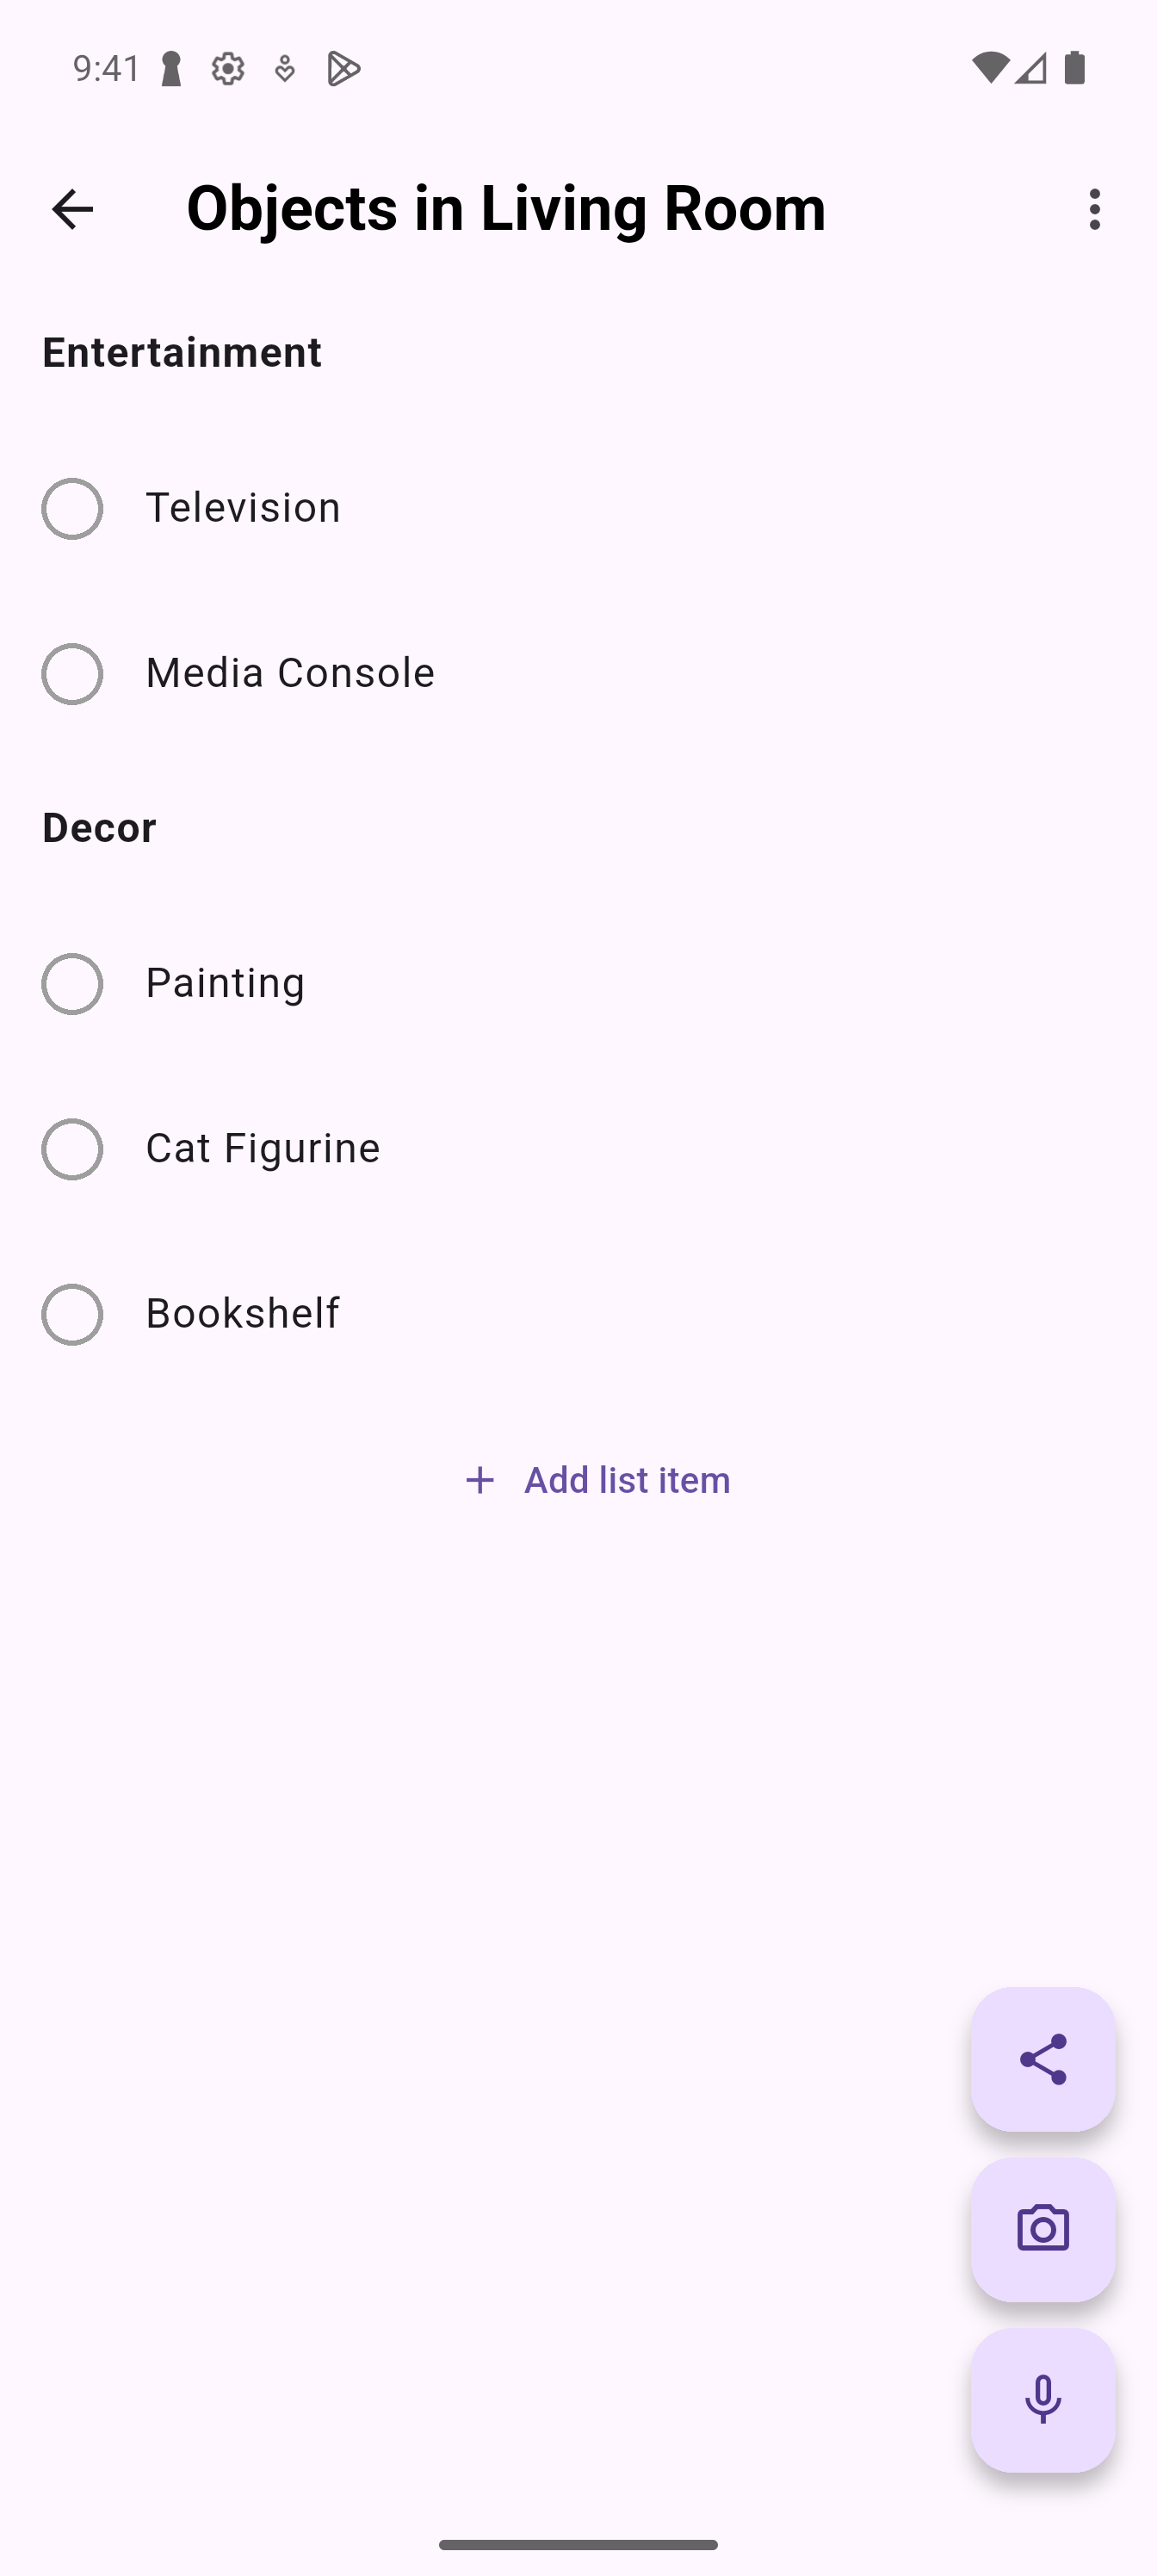 9:41
Objects in Living Room
Entertainment
Television
Media Console
Decor
Painting
Cat Figurine
Bookshelf
Add list item